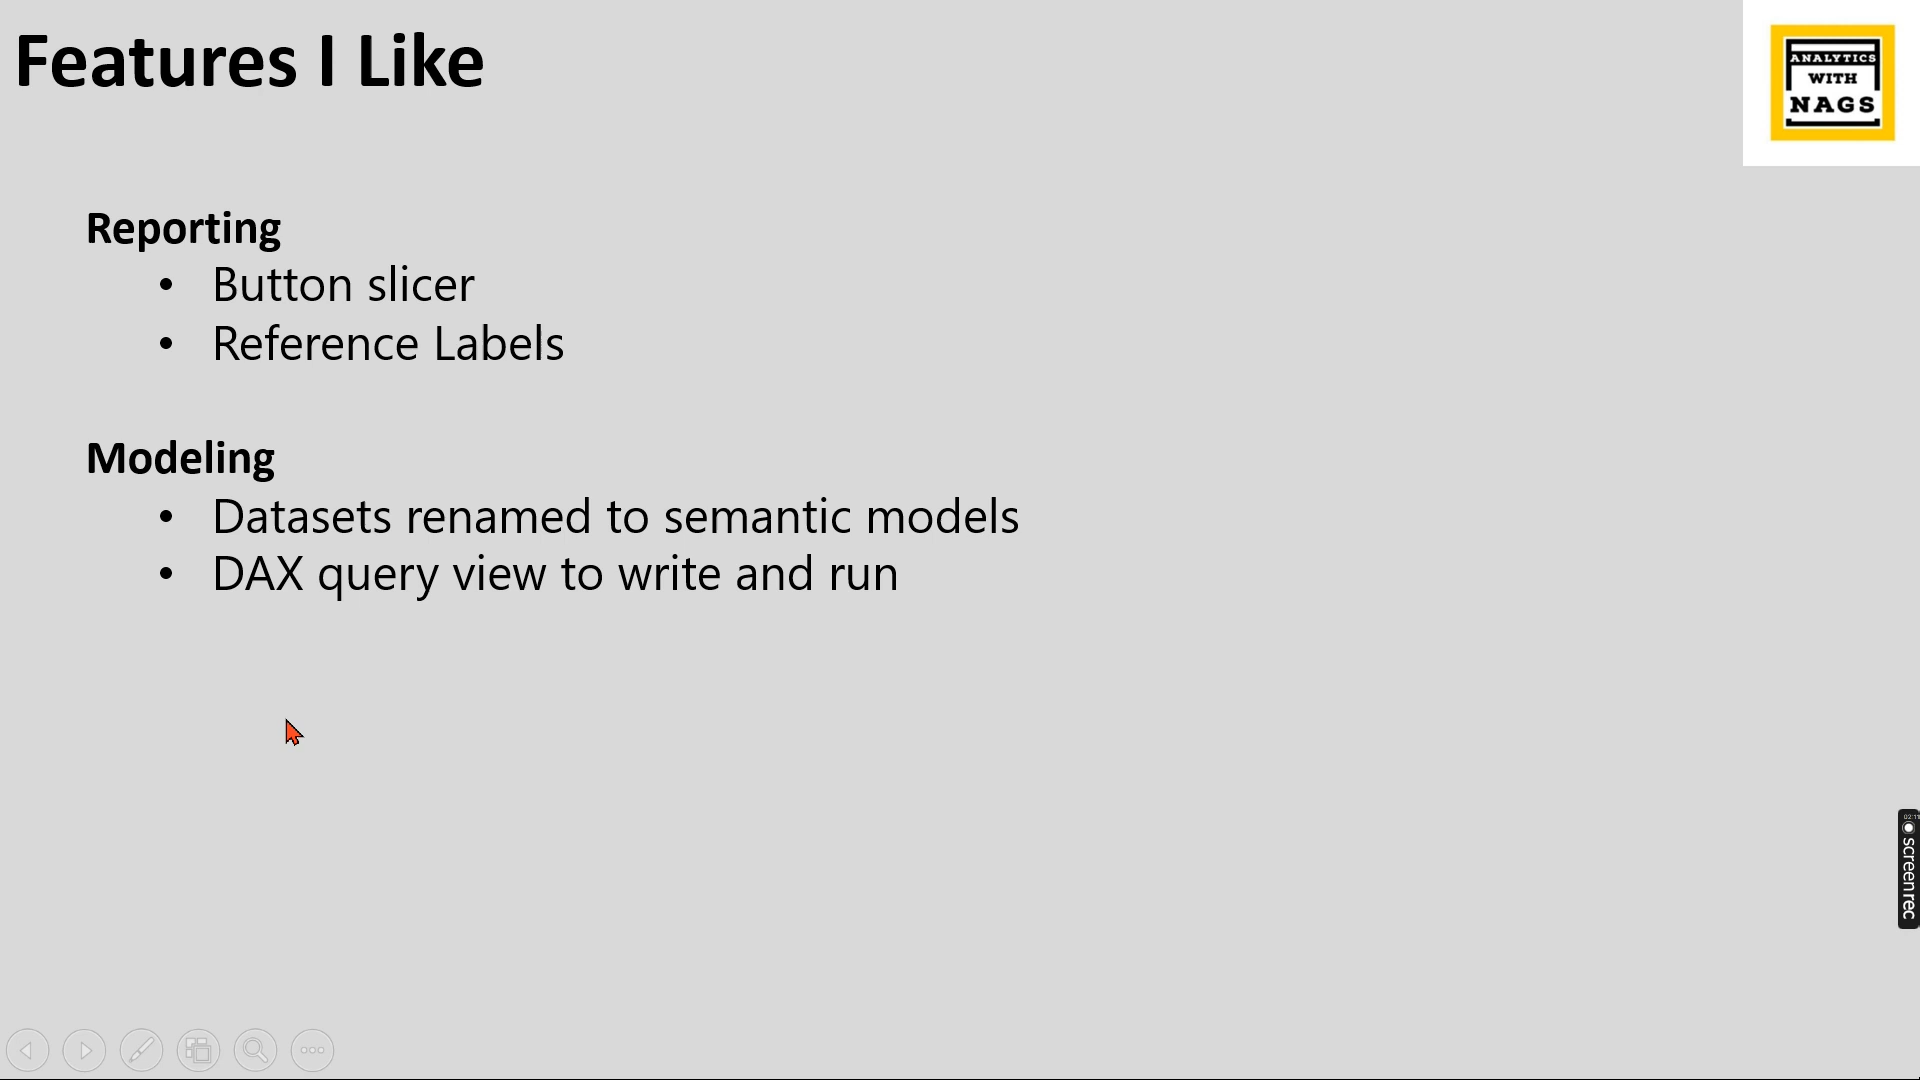 Features I Like
ANALYTICS
WITH
NAGS
Reporting
• Button slicer
• Reference Labels
Modeling
• Datasets renamed to semantic models
• DAX query view to write and run
screenrec